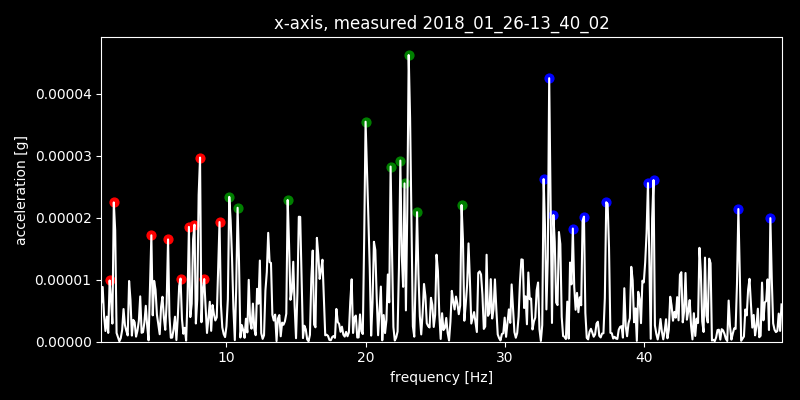 x-axis, measured 2018_01_26-13_40_02
acceleration [g]
0.00004
0.00003
0.00002
0.00001
0.00000
10 20 30 40
frequency [Hz]